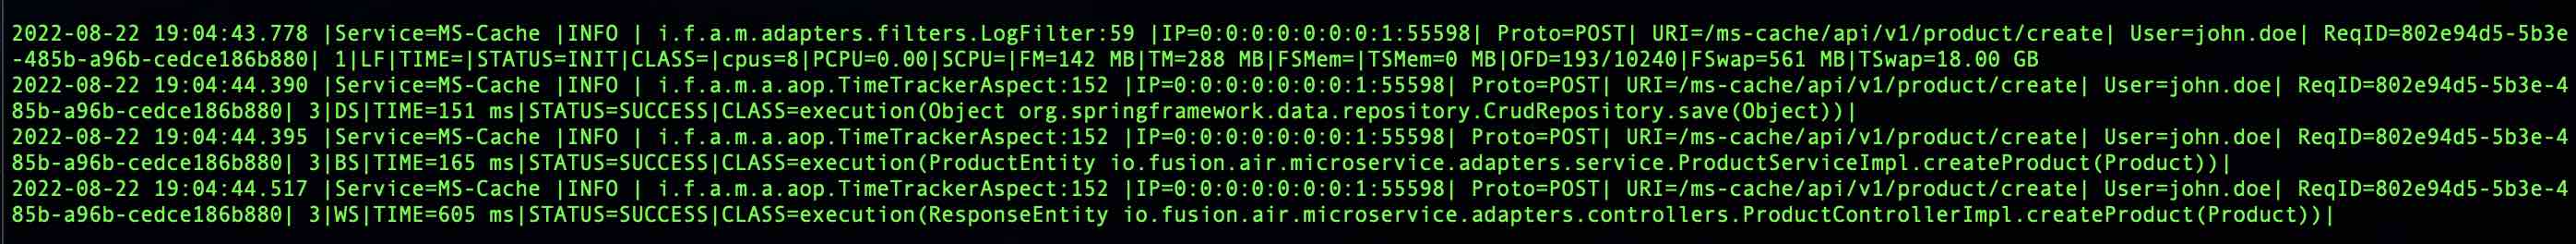 2022-08-22 19:04:43.778 |Service=MS-Cache |INFO | i.f.a.m.adapters.filters.LogFilter:59 |IP=0:0:0:0:0:0:0:1:55598| Proto=POST| URI=/ms-cache/api/v1/product/create| User=john.doe| ReqID=802e94d5-5b3e
-485b-a96b-cedce186b880| 1|LF|TIME=|STATUS=INIT|CLASS=|cpus=8|PCPU=0.00|SCPU=|FM=142 MB|TM=288 MB|FSMem=|TSMem=0 MB|OFD=193/10240|FSwap=561 MB|TSwap=18.00 GB
2022-08-22 19:04:44.390 |Service=MS-Cache |INFO | i.f.a.m.a.aop.TimeTrackerAspect:152 |IP=0:0:0:0:0:0:0:1:55598| Proto=POST| URI=/ms-cache/api/v1/product/create| User=john.doe| ReqID=802e94d5-5b3e-4
85b-a96b-cedce186b880| 3|DS|TIME=151 ms|STATUS=SUCCESS|CLASS=execution(Object org.springframework.data.repository.CrudRepository.save(Object))|
2022-08-22 19:04:44.395 |Service=MS-Cache |INFO | i.f.a.m.a.aop.TimeTrackerAspect:152 |IP=0:0:0:0:0:0:0:1:55598| Proto=POST| URI=/ms-cache/api/v1/product/create| User=john.doe| ReqID=802e94d5-5b3e-4
85b-a96b-cedce186b880| 3|BS|TIME=165 ms|STATUS=SUCCESS|CLASS=execution(ProductEntity io.fusion.air.microservice.adapters.service.ProductServiceImpl.createProduct(Product))|
2022-08-22 19:04:44.517 |Service=MS-Cache |INFO | i.f.a.m.a.aop.TimeTrackerAspect:152 |IP=0:0:0:0:0:0:0:1:55598| Proto=POST| URI=/ms-cache/api/v1/product/create| User=john.doe| ReqID=802e94d5-5b3e-4
85b-a96b-cedce186b880| 3|WS|TIME=605 ms|STATUS=SUCCESS|CLASS=execution(ResponseEntity io.fusion.air.microservice.adapters.controllers.ProductControllerImpl.createProduct(Product))|